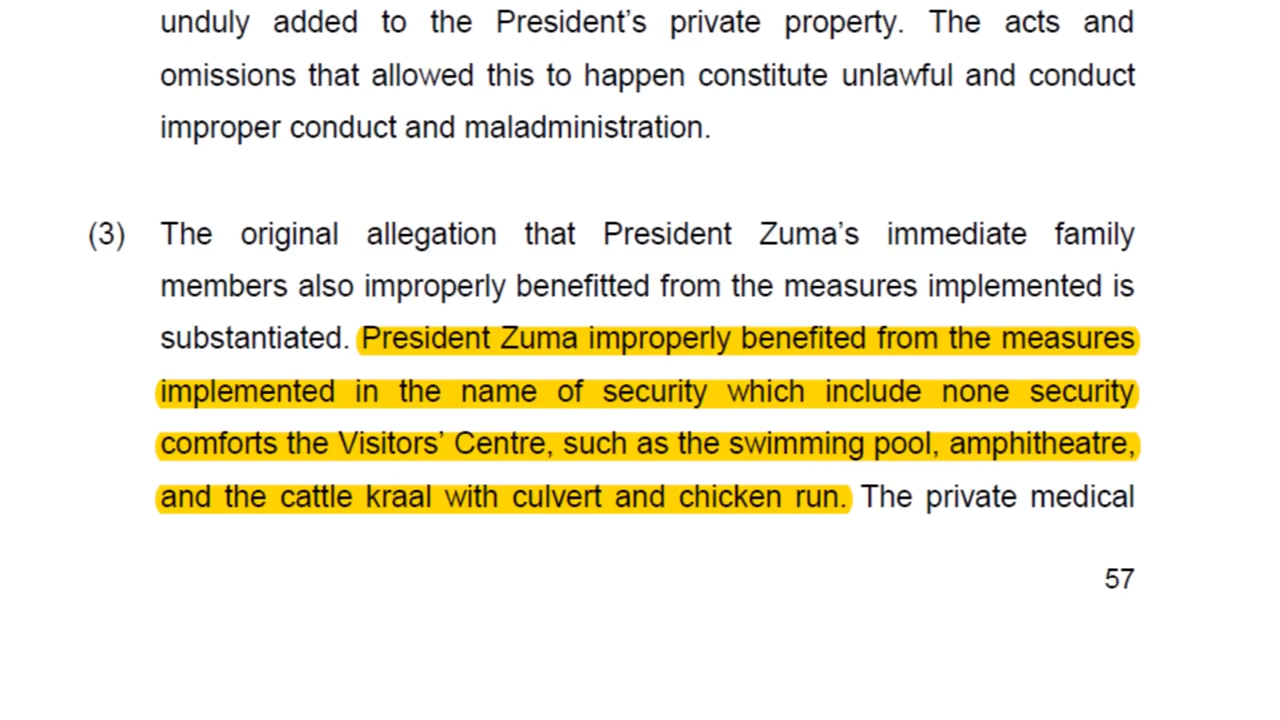 unduly added to the President’s private property. The acts and
omissions that allowed this to happen constitute unlawful and conduct
improper conduct and maladministration.
(3) The original allegation that President Zuma’s immediate family
members also improperly benefitted from the measures implemented is
substantiated. President Zuma improperly benefited from the measures
implemented in the name of security which include none security
comforts the Visitors’ Centre, such as the swimming pool, amphitheatre,
and the cattle kraal with culvert and chicken run. The private medical
57